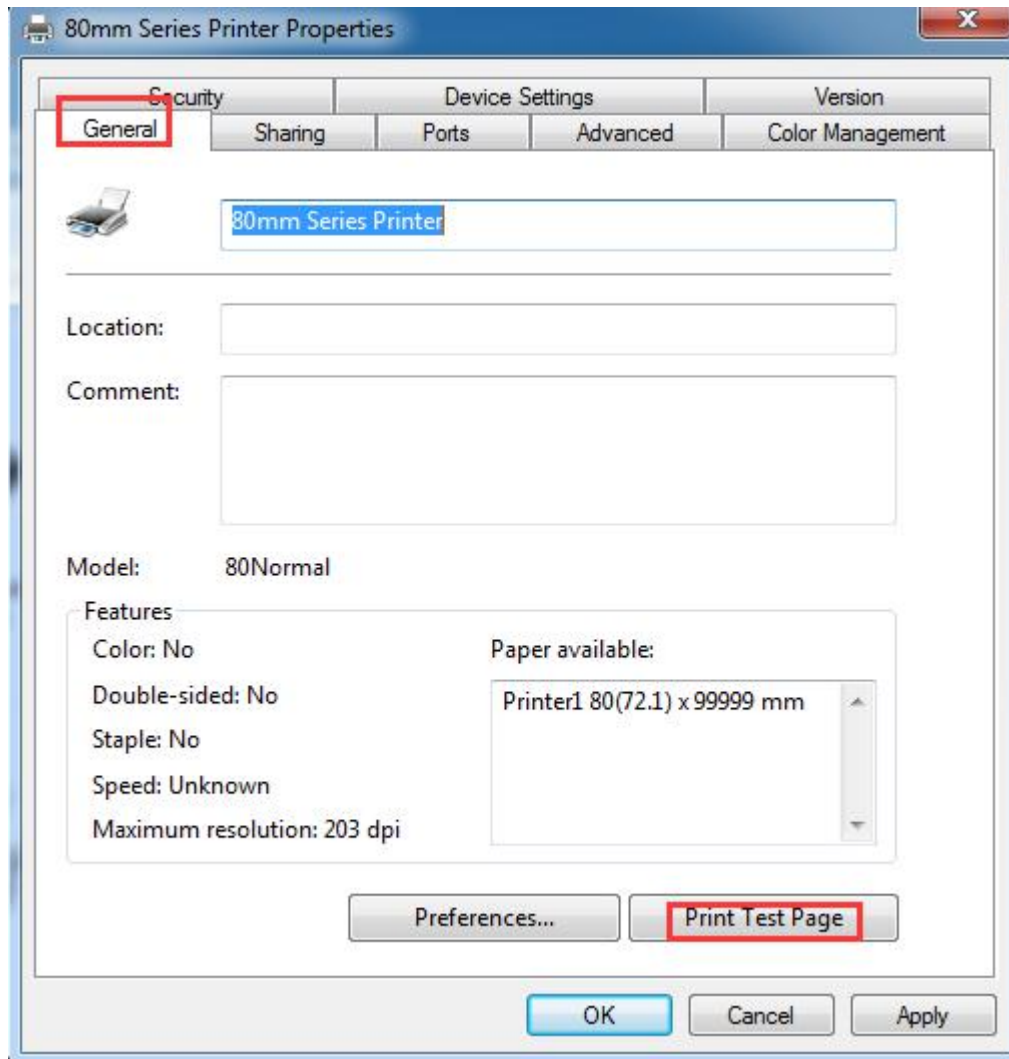 80mm Series Printer Properties
Security Device Settings Version
General Sharing Ports Advanced Color Management
80mm Series Printer
Location:
Comment:
Model: 80Normal
Features
Color: No Paper available:
Double-sided: No Printer1 80(72.1) x 99999 mm
Staple: No
Speed: Unknown
Maximum resolution: 203 dpi
Preferences... Print Test Page
OK Cancel Apply